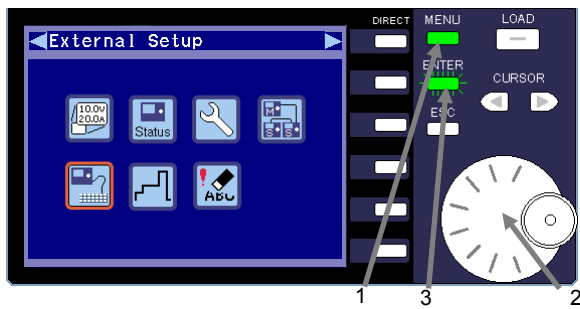 External Setup
10.0V
20.0A
Status
M
S S
ABC
DIRECT
MENU
LOAD
ENTER
CURSOR
ESC
1
3
2